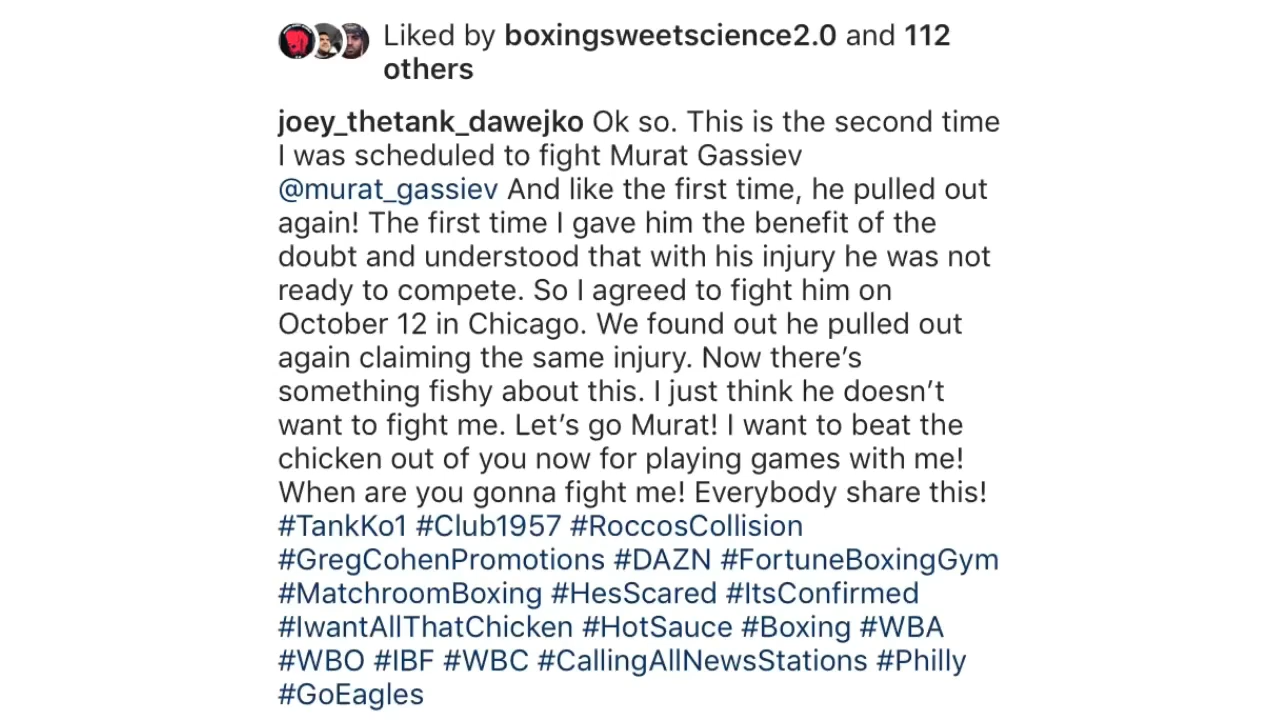 Liked by boxingsweetscience2.0 and 112
others
joey_thetank_dawejko Ok so. This is the second time
I was scheduled to fight Murat Gassiev
@murat_gassiev And like the first time, he pulled out
again! The first time I gave him the benefit of the
doubt and understood that with his injury he was not
ready to compete. So I agreed to fight him on
October 12 in Chicago. We found out he pulled out
again claiming the same injury. Now there’s
something fishy about this. I just think he doesn’t
want to fight me. Let’s go Murat! I want to beat the
chicken out of you now for playing games with me!
When are you gonna fight me! Everybody share this!
#TankKo1 #Club1957 #RoccosCollision
#GregCohenPromotions #DAZN #FortuneBoxingGym
#MatchroomBoxing #HesScared #ItsConfirmed
#IwantAllThatChicken #HotSauce #Boxing #WBA
#WBO #IBF #WBC #CallingAllNewsStations #Philly
#GoEagles